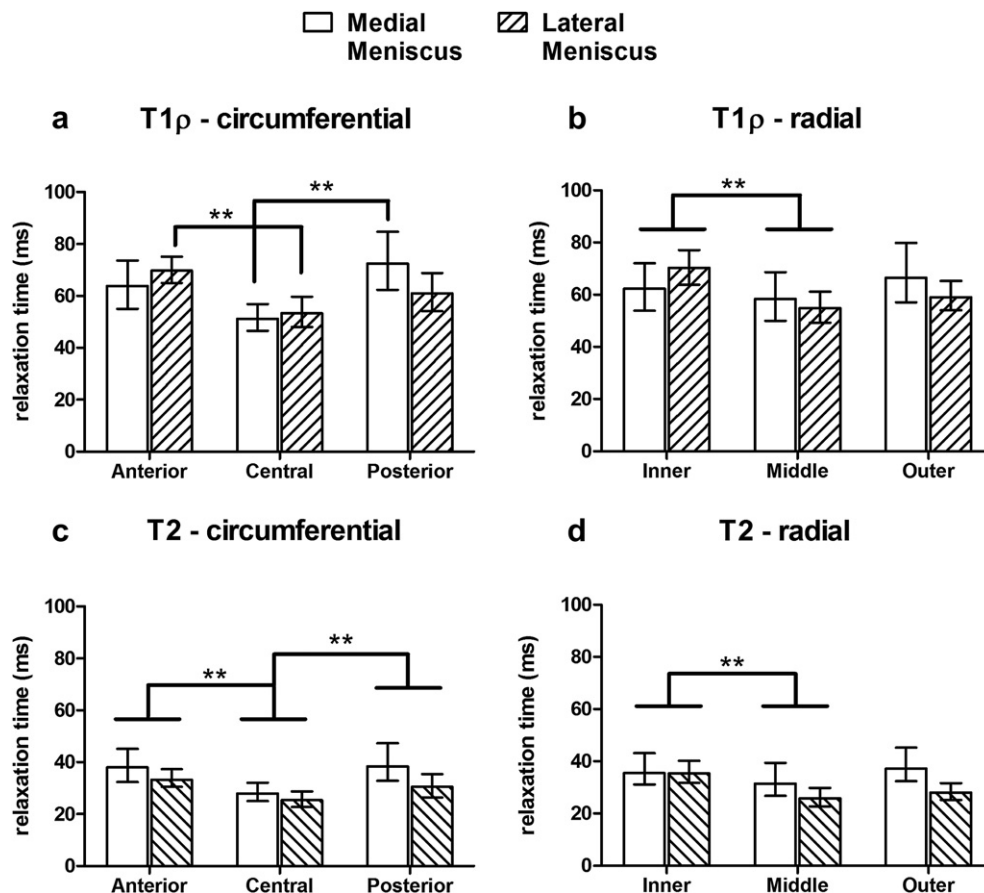 Medial
Meniscus
Lateral
Meniscus
a T1ρ - circumferential
relaxation time (ms)
100
80
60
40
20
0
**
**
Anterior Central Posterior
b T1ρ - radial
relaxation time (ms)
100
80
60
40
20
0
**
Inner Middle Outer
c T2 - circumferential
relaxation time (ms)
100
80
60
40
20
0
**
**
Anterior Central Posterior
d T2 - radial
relaxation time (ms)
100
80
60
40
20
0
**
Inner Middle Outer